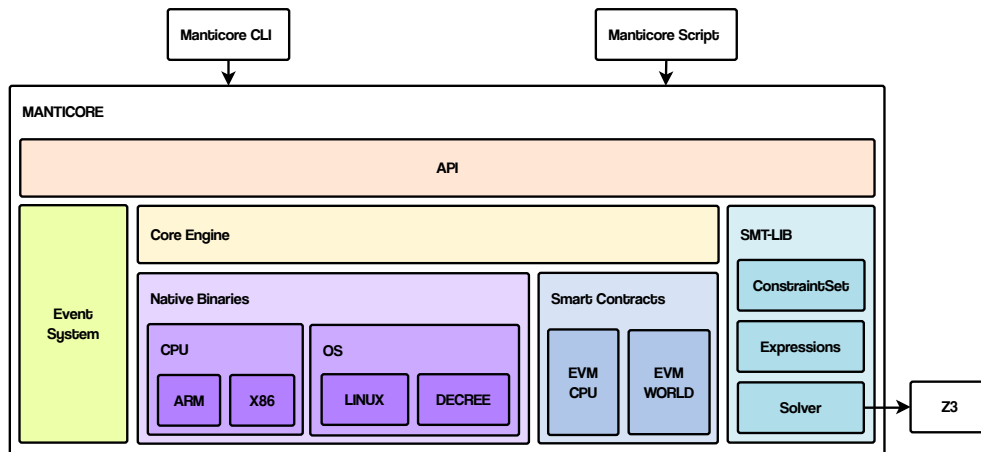 Manticore CLI
Manticore Script
MANTICORE
API
Event
System
Core Engine
SMT-LIB
Native Binaries
Smart Contracts
ConstraintSet
CPU
OS
EVM
CPU
EVM
WORLD
Expressions
ARM
X86
LINUX
DECREE
Solver
Z3